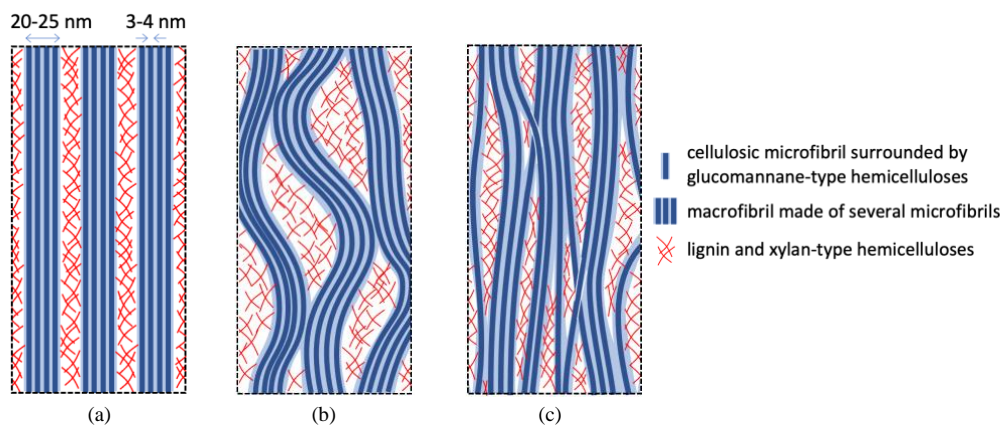 20-25 nm
3-4 nm
cellulosic microfibril surrounded by
glucomannane-type hemicelluloses
macrofibril made of several microfibrils
lignin and xylan-type hemicelluloses
(a)
(b)
(c)